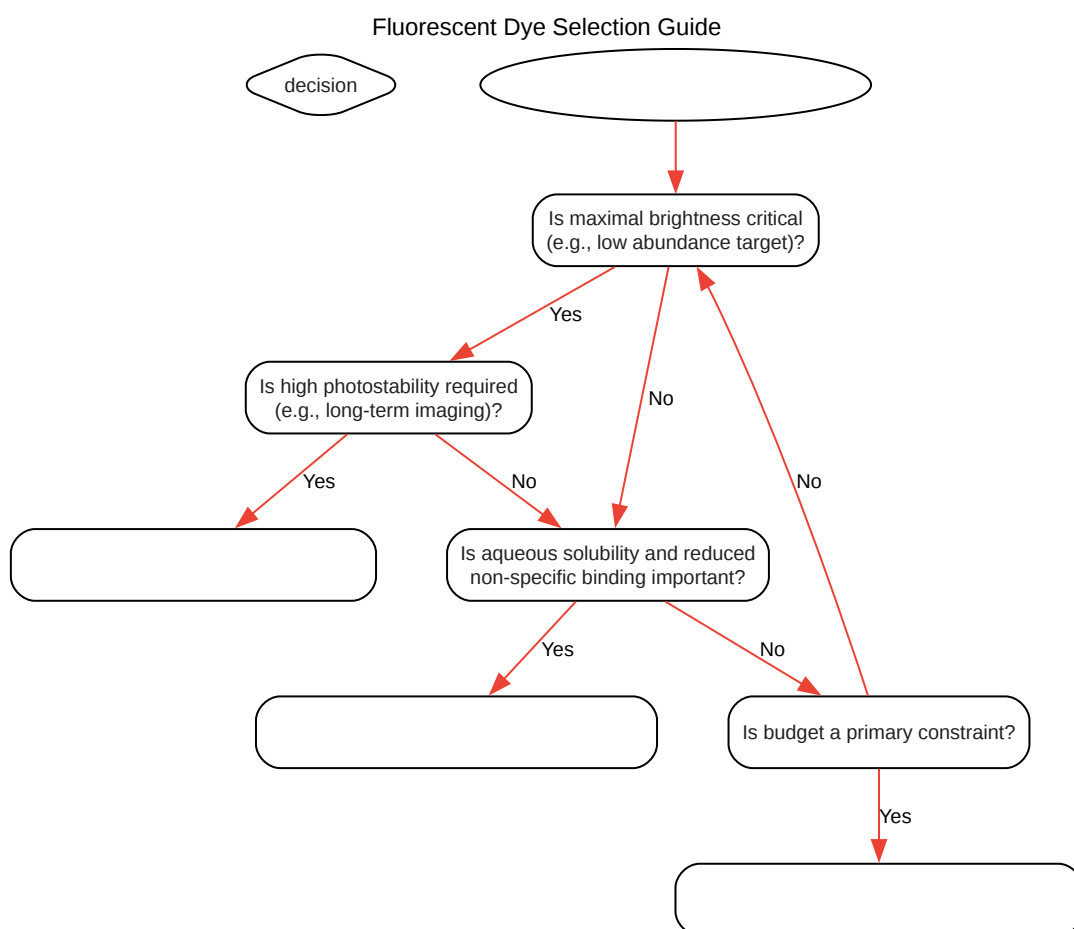 Fluorescent Dye Selection Guide
decision
Is maximal brightness critical
(e.g., low abundance target)?
Yes
Is high photostability required
(e.g., long-term imaging)?
No
Yes
No
No
Is aqueous solubility and reduced
non-specific binding important?
Yes
No
Is budget a primary constraint?
Yes